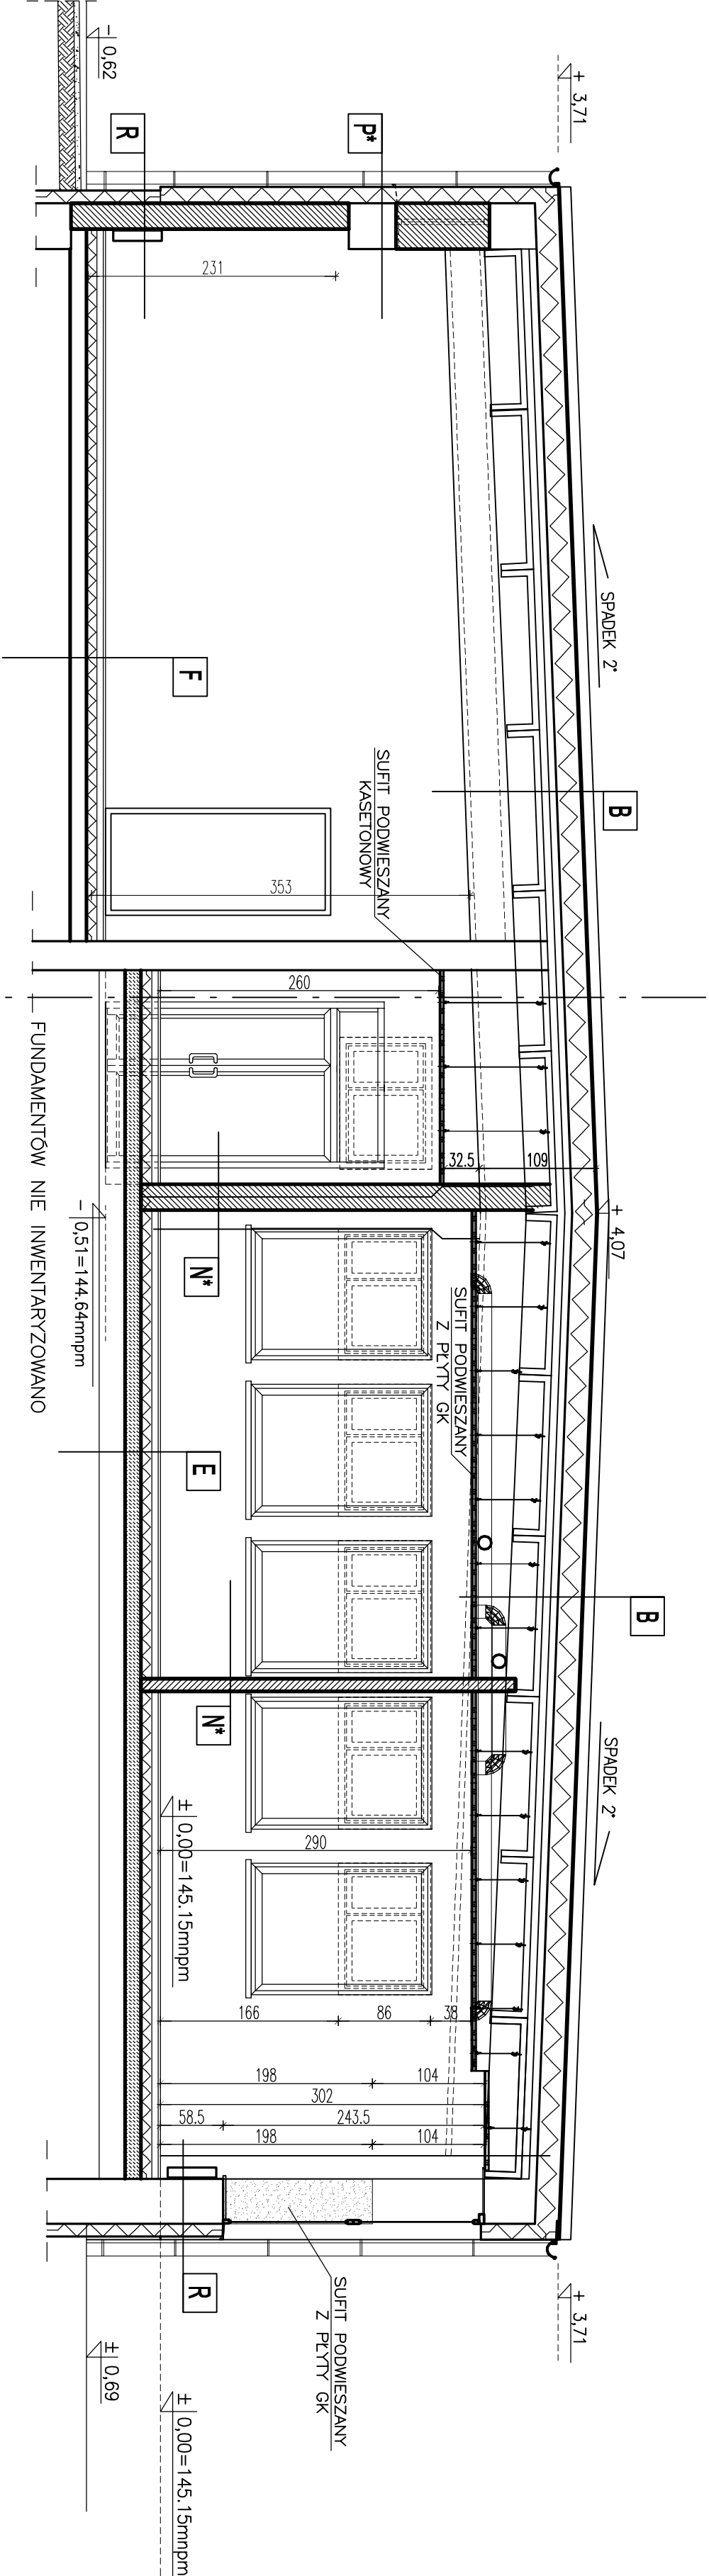 + 3,71
SPADEK 2°
B
+ 4,07
B
SPADEK 2°
+ 3,71
P*
SUFIT PODWIESZANY
KASETONOWY
32.5
109
SUFIT PODWIESZANY
Z PŁYTY GK
SUFIT PODWIESZANY
Z PŁYTY GK
231
353
260
290
166
86
38
198
104
302
58.5
243.5
198
104
- 0,62
R
F
N*
E
N*
± 0,00=145.15mnpm
R
± 0,69
± 0,00=145.15mnpm
- 0,51=144.64mnpm
FUNDAMENTÓW NIE INWENTARYZOWANO